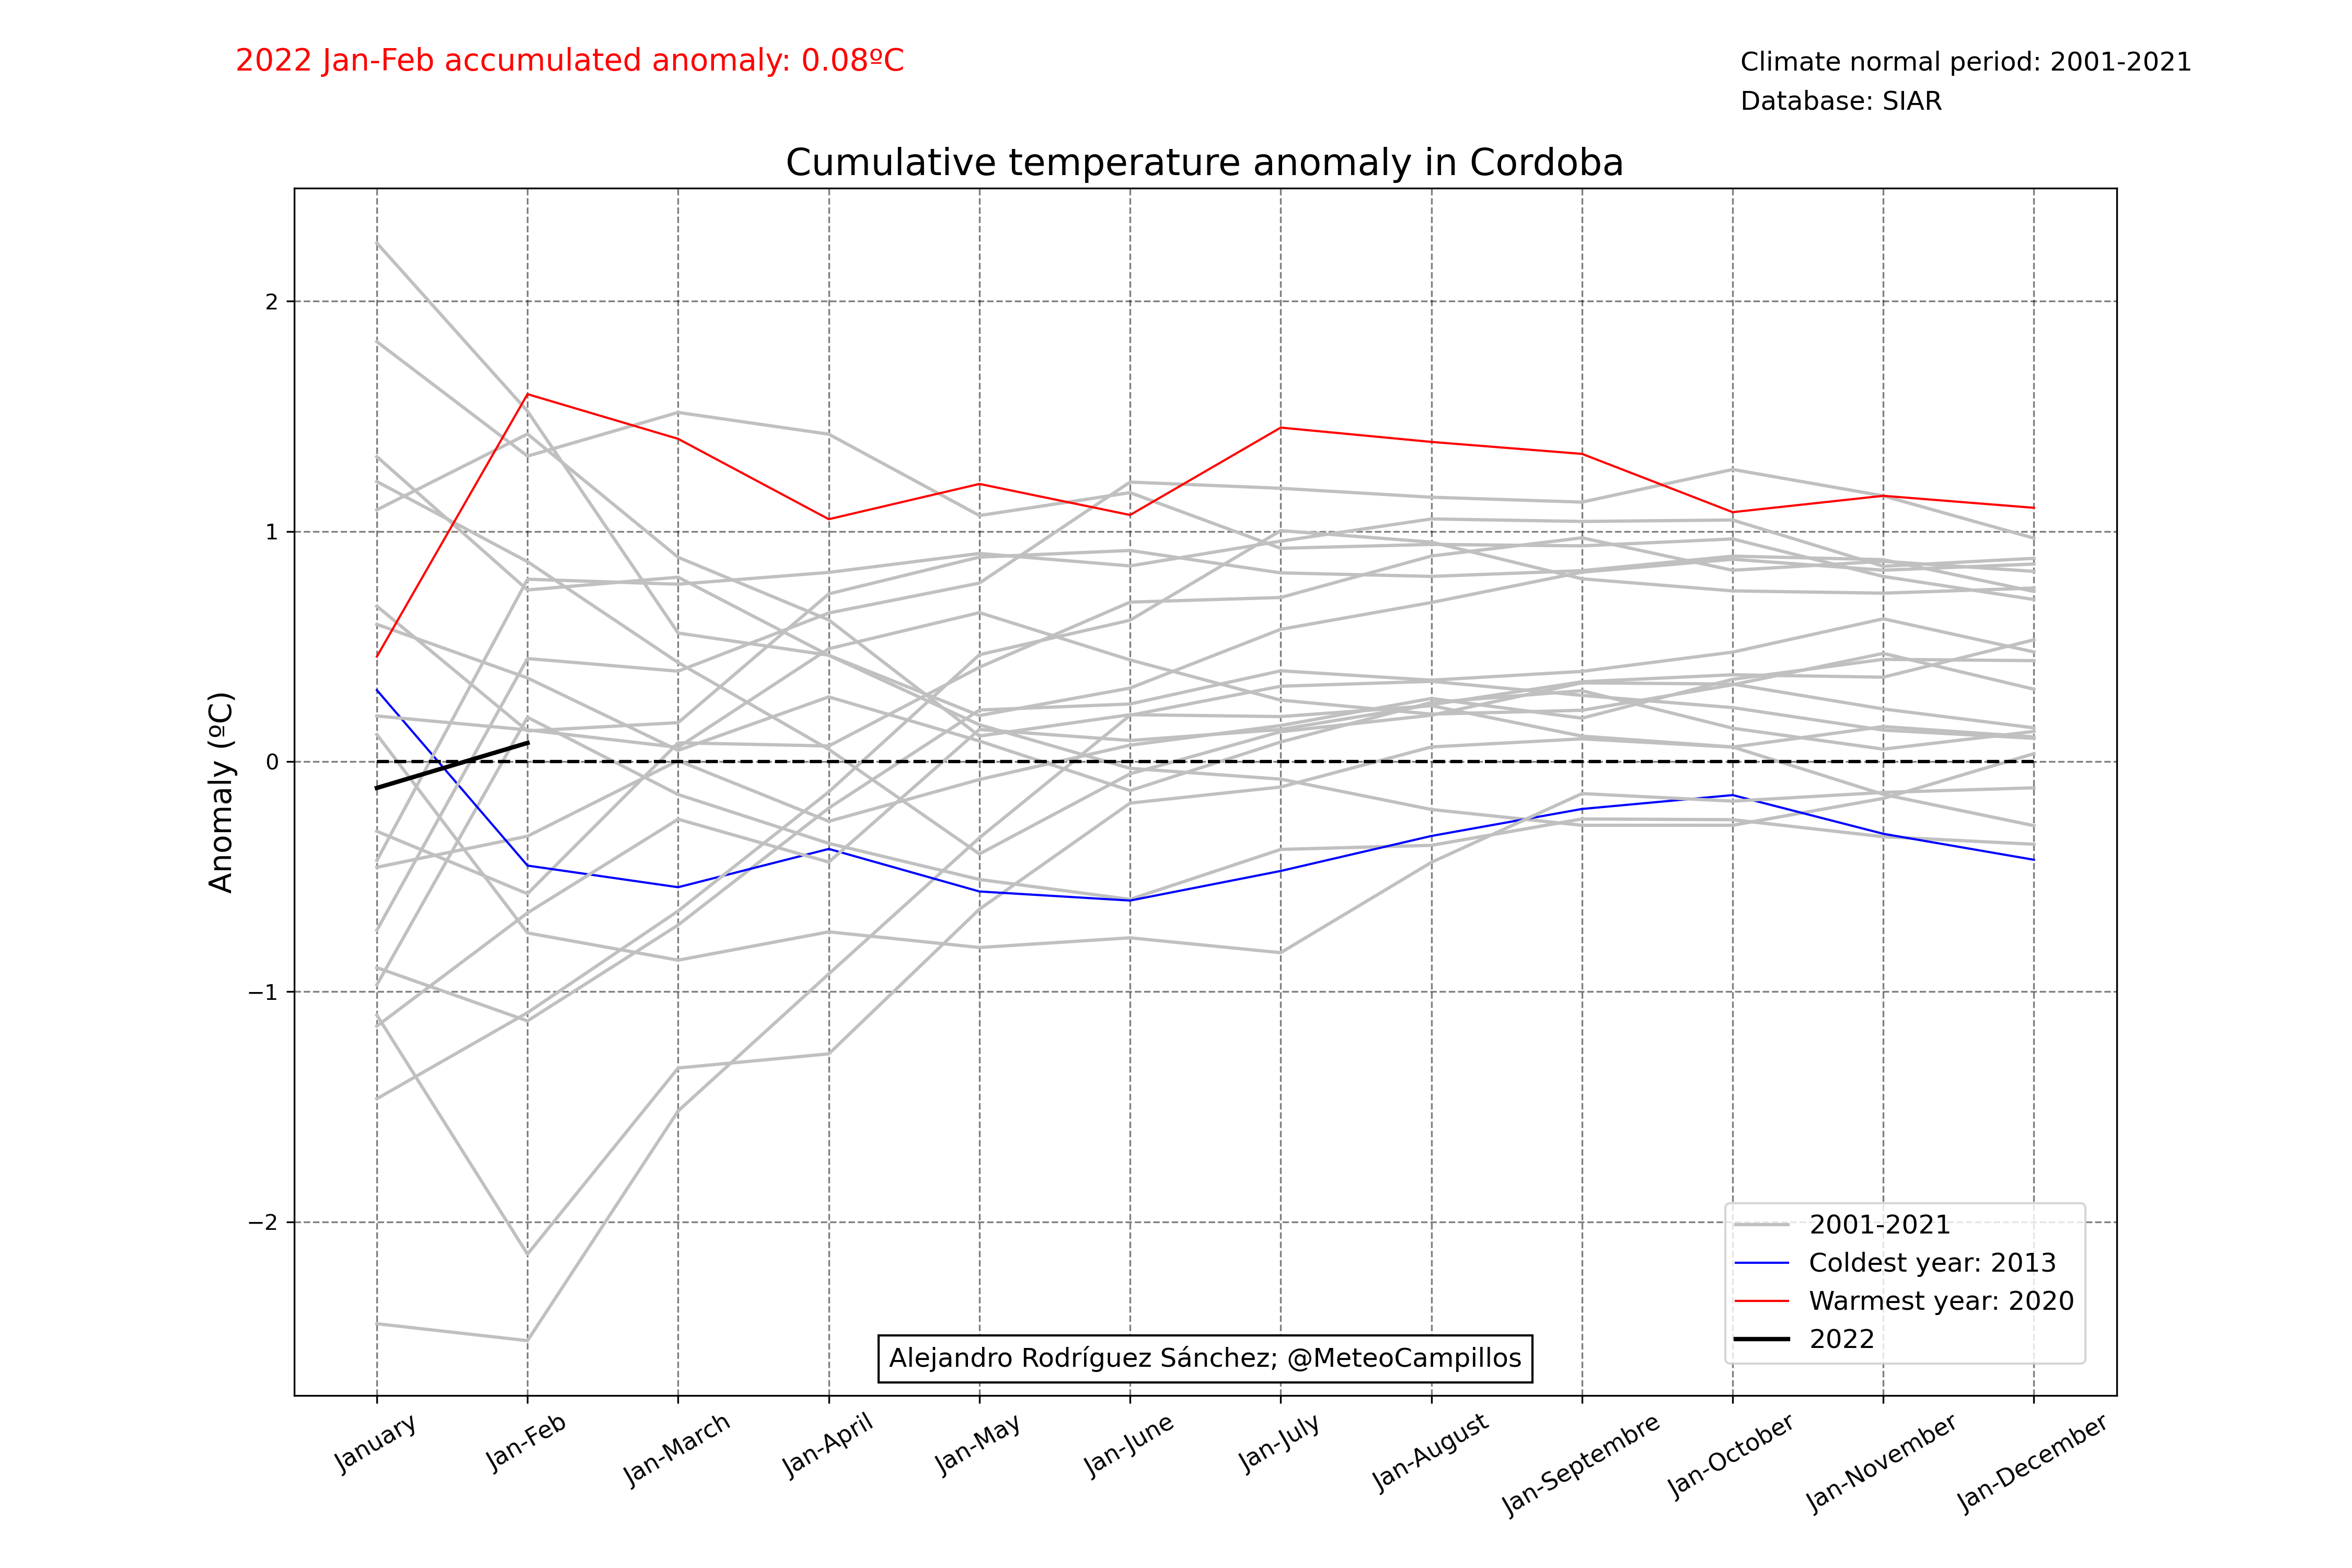 2022 Jan-Feb accumulated anomaly: 0.08ºC
Climate normal period: 2001-2021
Database: SIAR
Cumulative temperature anomaly in Cordoba
Anomaly (ºC)
2
1
0
−1
−2
2001-2021
Coldest year: 2013
Warmest year: 2020
2022
Alejandro Rodríguez Sánchez; @MeteoCampillos
January
Jan-Feb
Jan-March
Jan-April
Jan-May
Jan-June
Jan-July
Jan-August
Jan-Septembre
Jan-October
Jan-November
Jan-December